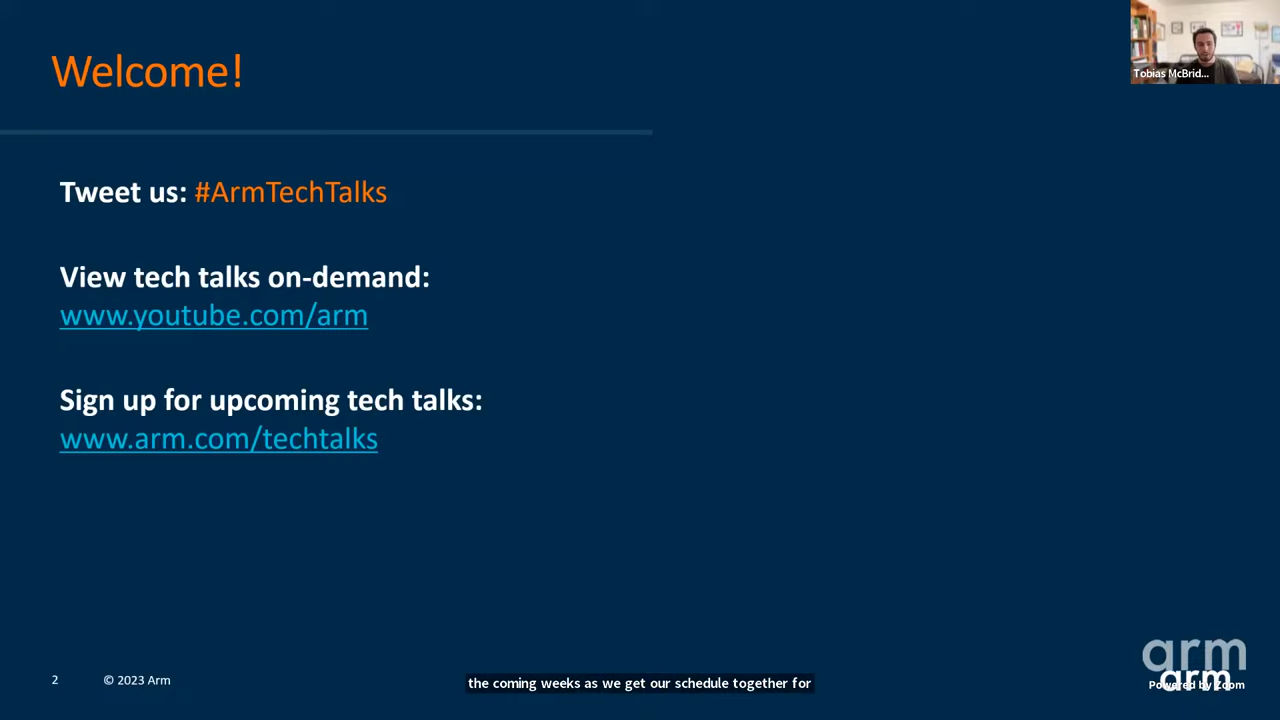 Welcome!
Tobias McBrid...
Tweet us: #ArmTechTalks
View tech talks on-demand:
www.youtube.com/arm
Sign up for upcoming tech talks:
www.arm.com/techtalks
arm
arm
Powered by Zoom
2 © 2023 Arm
the coming weeks as we get our schedule together for